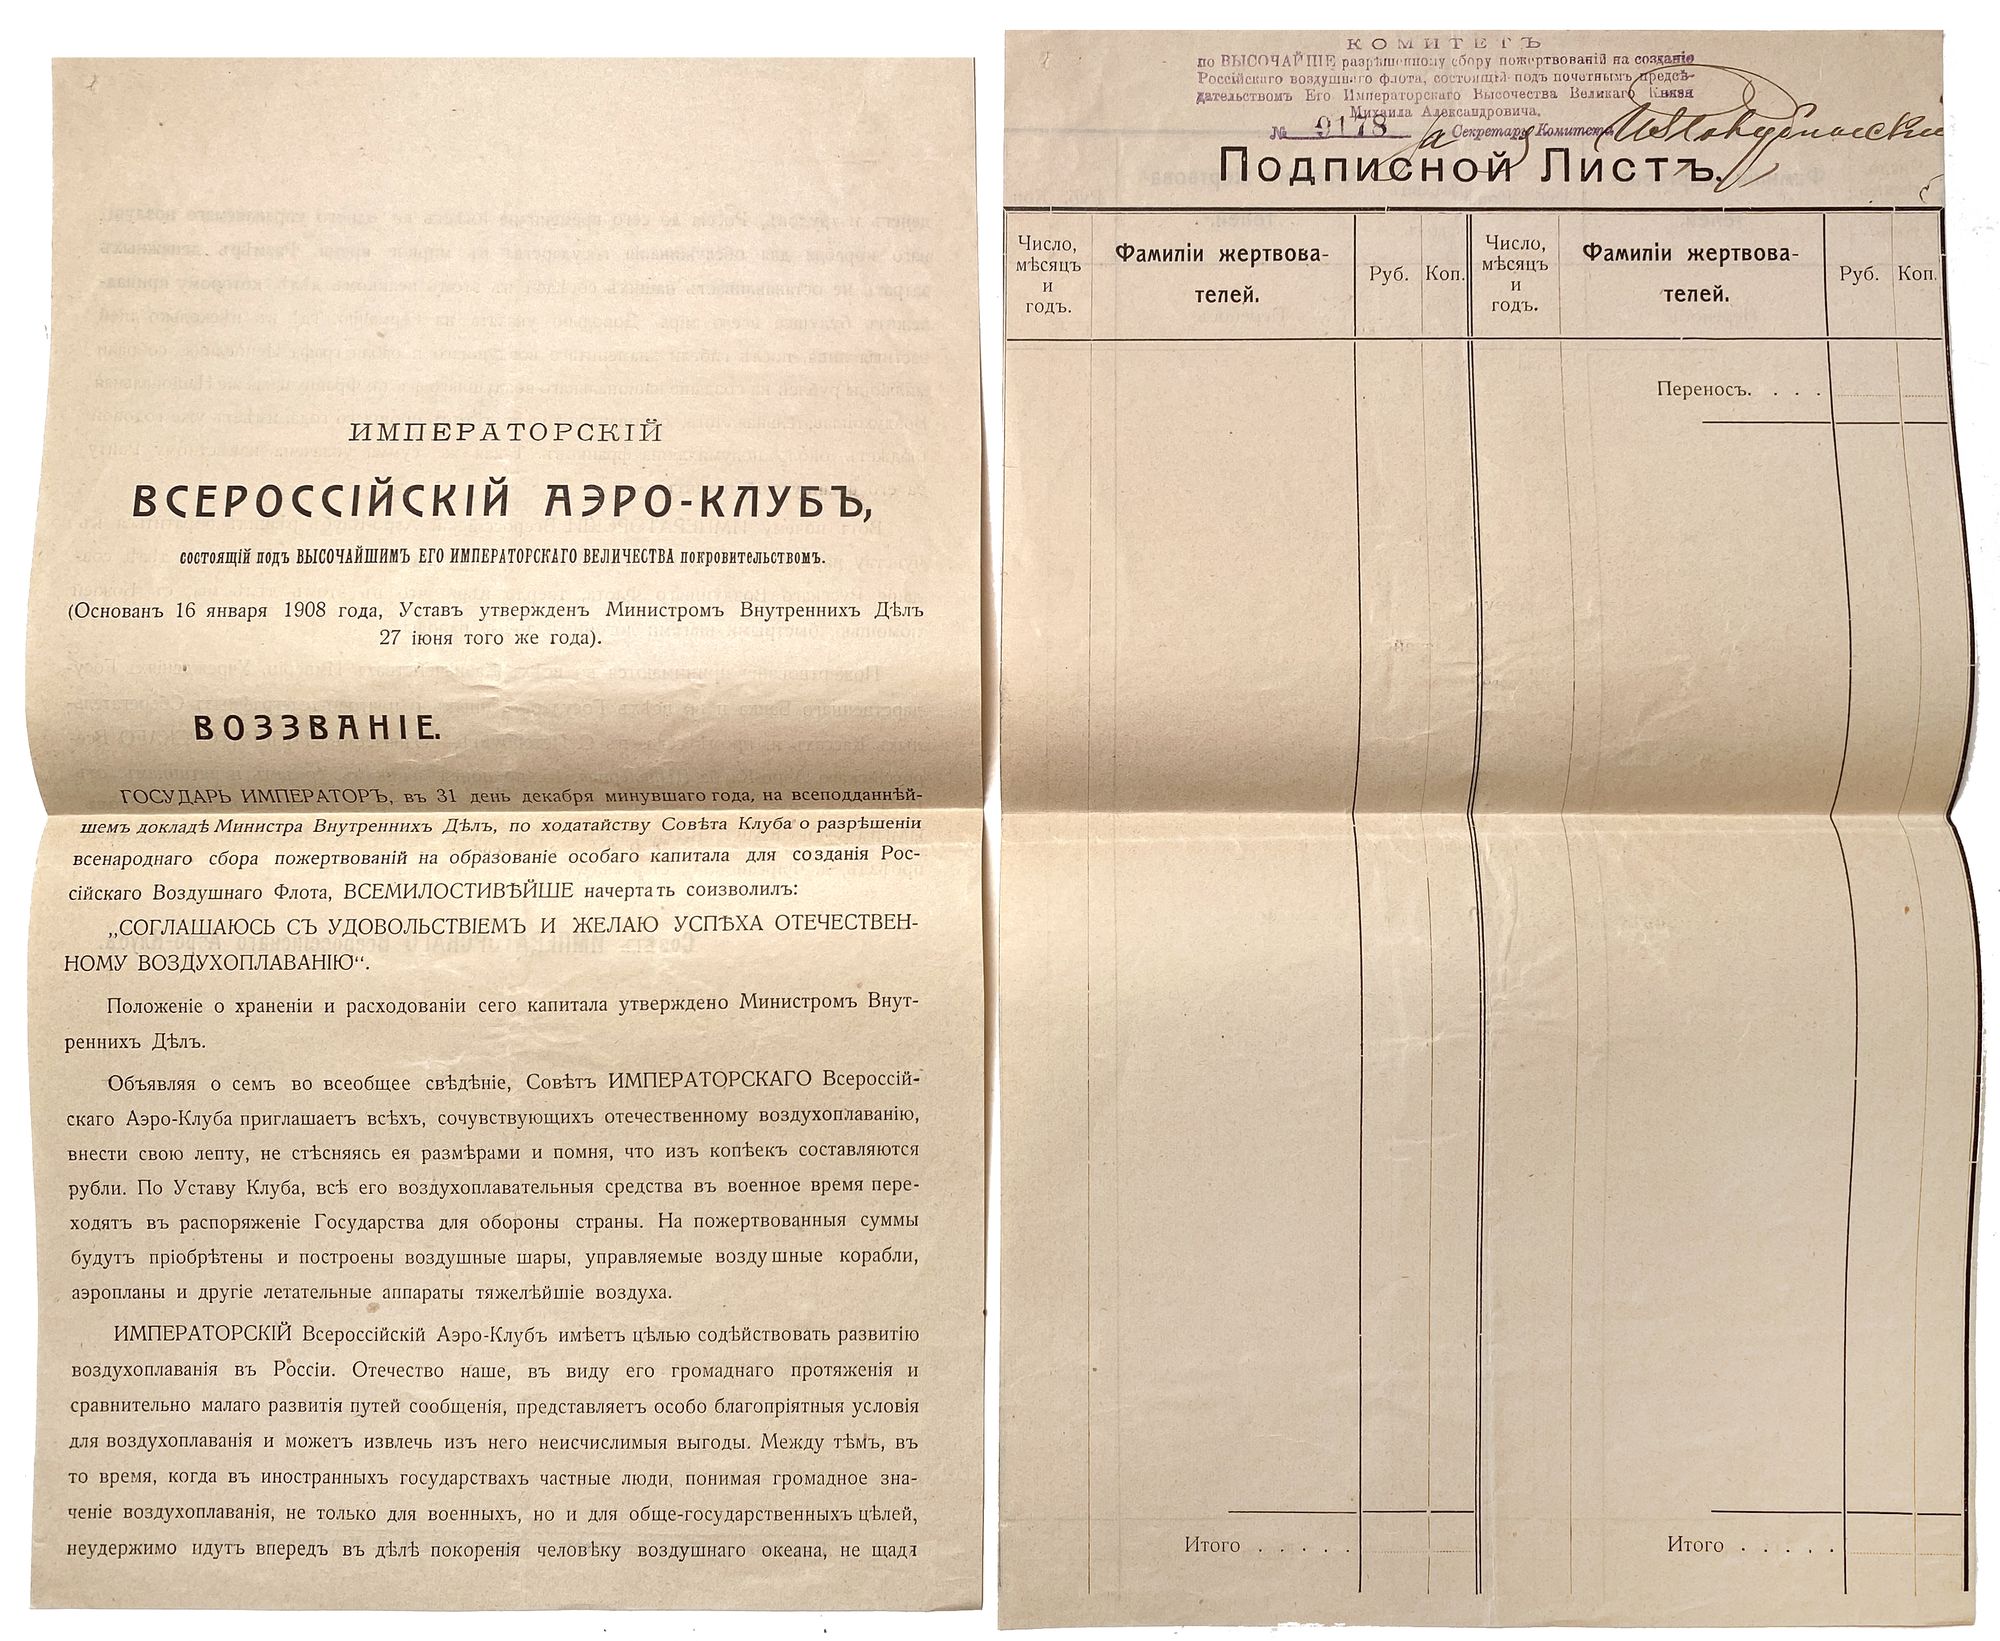 ИМПЕРАТОРСКІЙ
ВСЕРОССІЙСКІЙ АЭРО-КЛУБЪ,
состоящій подъ ВЫСОЧАЙШИМЪ ЕГО ИМПЕРАТОРСКАГО ВЕЛИЧЕСТВА покровительствомъ.
(Основанъ 16 января 1908 года, Уставъ утвержденъ Министромъ Внутреннихъ Дѣлъ
27 іюня того же года).
ВОЗЗВАНІЕ.
ГОСУДАРЬ ИМПЕРАТОРЪ, въ 31 день декабря минувшаго года, на всеподданнѣй-
шемъ докладѣ Министра Внутреннихъ Дѣлъ, по ходатайству Совѣта Клуба о разрѣшеніи
всенароднаго сбора пожертвованій на образованіе особаго капитала для созданія Рос-
сійскаго Воздушнаго Флота, ВСЕМИЛОСТИВѢЙШЕ начертать соизволилъ:
„СОГЛАШАЮСЬ СЪ УДОВОЛЬСТВІЕМЪ И ЖЕЛАЮ УСПѢХА ОТЕЧЕСТВЕН-
НОМУ ВОЗДУХОПЛАВАНІЮ“.
Положеніе о храненіи и расходованіи сего капитала утверждено Министромъ Внут-
реннихъ Дѣлъ.
Объявляя о семъ во всеобщее свѣдѣніе, Совѣтъ ИМПЕРАТОРСКАГО Всероссій-
скаго Аэро-Клуба приглашаетъ всѣхъ, сочувствующихъ отечественному воздухоплаванію,
внести свою лепту, не стѣсняясь ея размѣрами и помня, что изъ копѣекъ составляются
рубли. По Уставу Клуба, всѣ его воздухоплавательныя средства въ военное время пере-
ходятъ въ распоряженіе Государства для обороны страны. На пожертвованныя суммы
будутъ пріобрѣтены и построены воздушные шары, управляемые воздушные корабли,
аэропланы и другіе летательные аппараты тяжелѣйшіе воздуха.
ИМПЕРАТОРСКІЙ Всероссійскій Аэро-Клубъ имѣетъ цѣлью содѣйствовать развитію
воздухоплаванія въ Россіи. Отечество наше, въ виду его громаднаго протяженія и
сравнительно малаго развитія путей сообщенія, представляетъ особо благопріятныя условія
для воздухоплаванія и можетъ извлечь изъ него неисчислимыя выгоды. Между тѣмъ, въ
то время, когда въ иностранныхъ государствахъ частные люди, понимая громадное зна-
ченіе воздухоплаванія, не только для военныхъ, но и для обще-государственныхъ цѣлей,
неудержимо идутъ впередъ въ дѣлѣ покоренія человѣку воздушнаго океана, не щадя
КОМИТЕТЪ
по ВЫСОЧАЙШЕ разрѣшенному сбору пожертвованій на созданіе
Россійскаго воздушнаго флота, состоящій подъ почетнымъ предсѣ-
дательствомъ Его Императорскаго Высочества Великаго Князя
Михаила Александровича.
№ 9178 За Секретарь Комитета
Подписной Листъ.
Число, мѣсяцъ и годъ.
Фамиліи жертвова-
телей.
Руб. Коп.
Число, мѣсяцъ и годъ.
Фамиліи жертвова-
телей.
Руб. Коп.
Переносъ. . . .
Итого . . . . .
Итого . . . . .